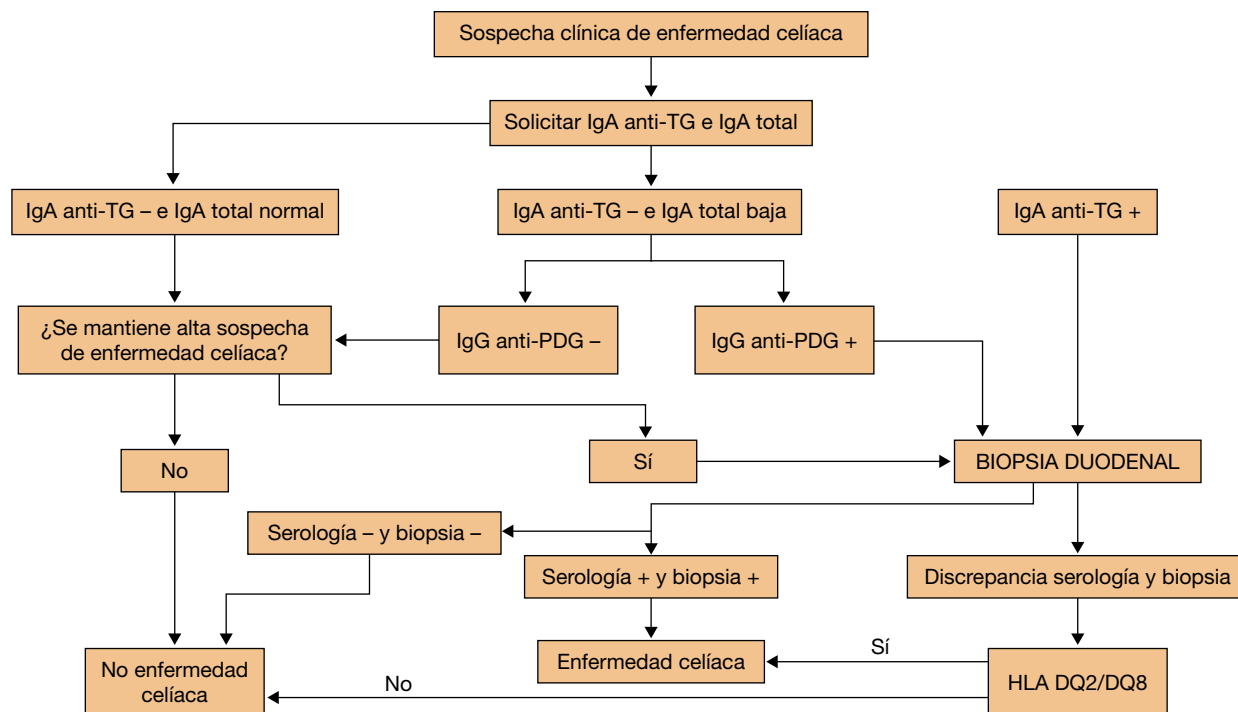 Sospecha clínica de enfermedad celíaca
Solicitar IgA anti-TG e IgA total
IgA anti-TG – e IgA total normal
IgA anti-TG – e IgA total baja
IgA anti-TG +
¿Se mantiene alta sospecha
de enfermedad celíaca?
IgG anti-PDG –
IgG anti-PDG +
No
Sí
BIOPSIA DUODENAL
Serología – y biopsia –
Serología + y biopsia +
Discrepancia serología y biopsia
No enfermedad
celíaca
Enfermedad celíaca
Sí
No
HLA DQ2/DQ8